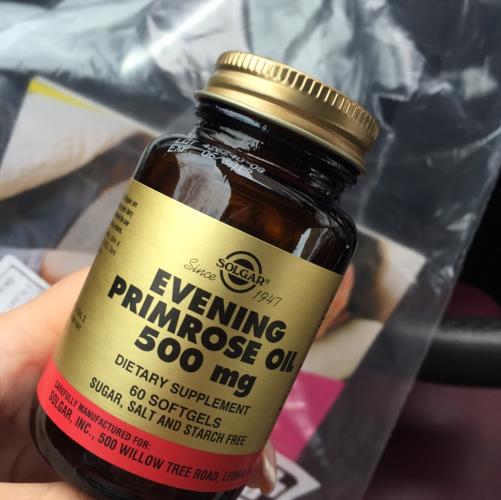 SOLGAR®
Since 1947
EVENING
PRIMROSE OIL
500 mg
DIETARY SUPPLEMENT
60 SOFTGELS
SUGAR, SALT AND STARCH FREE
CAREFULLY MANUFACTURED FOR:
SOLGAR, INC., 500 WILLOW TREE ROAD,